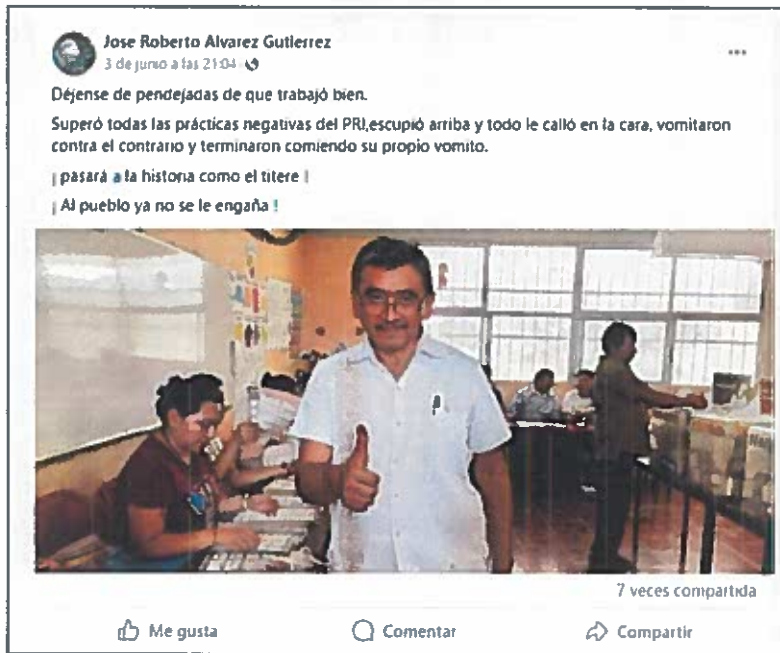 Jose Roberto Alvarez Gutierrez
3 de junio a las 21:04
Déjense de pendejadas de que trabajó bien.
Superó todas las prácticas negativas del PRI,escupió arriba y todo le calló en la cara, vomitaron
contra el contrario y terminaron comiendo su propio vomito.
¡ pasará a la historia como el titere !
¡ Al pueblo ya no se le engaña !
7 veces compartida
Me gusta
Comentar
Compartir